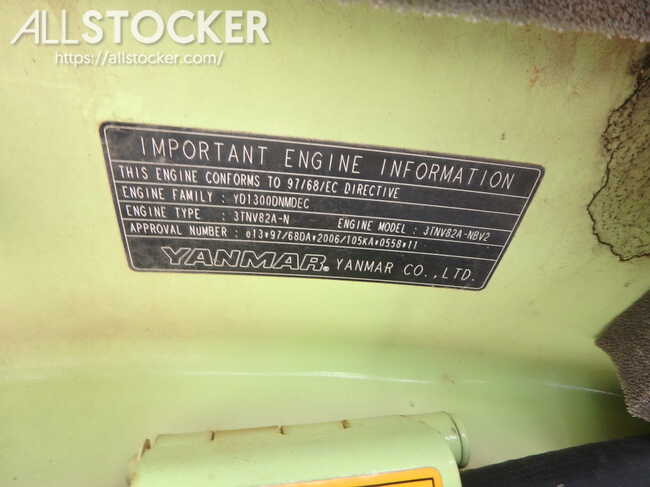 ALLSTOCKER
https://allstocker.com/
IMPORTANT ENGINE INFORMATION
THIS ENGINE CONFORMS TO 97/68/EC DIRECTIVE
ENGINE FAMILY : YD1300DNMDEC
ENGINE TYPE : 3TNV82A-N ENGINE MODEL : 3TNV82A-NBV2
APPROVAL NUMBER : e13*97/68DA*2006/105KA*0558*11
YANMAR® YANMAR CO.,LTD.